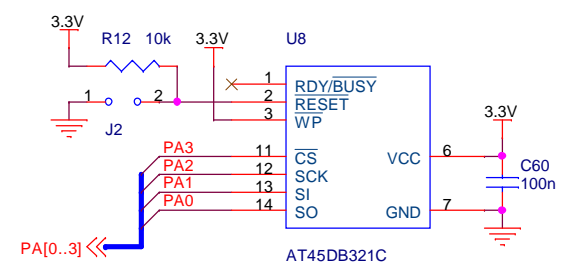 3.3V
R12 10k
3.3V
U8
1 RDY/BUSY
2 RESET
3 WP
1 2
J2
3.3V
PA3 11 CS
PA2 12 SCK
PA1 13 SI
PA0 14 SO
VCC 6
GND 7
C60
100n
PA[0..3]
AT45DB321C